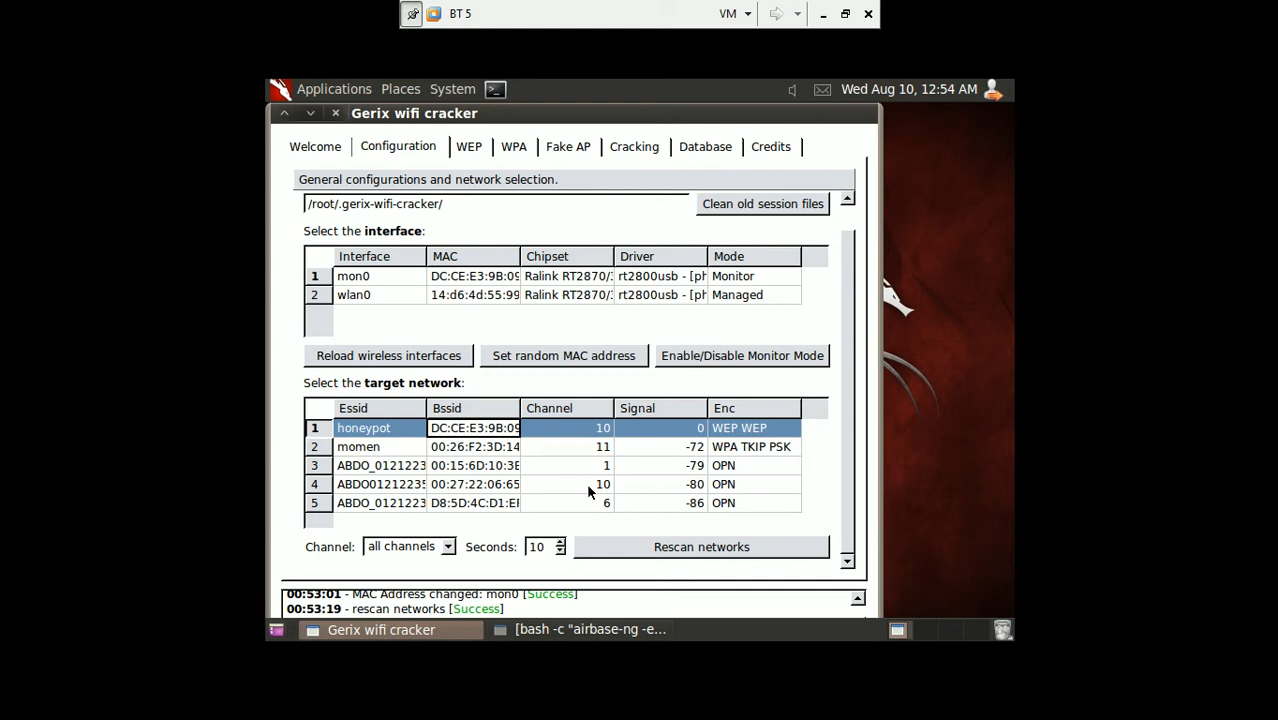 BT 5 VM
Applications Places System Wed Aug 10, 12:54 AM
Gerix wifi cracker
Welcome Configuration WEP WPA Fake AP Cracking Database Credits
General configurations and network selection.
/root/.gerix-wifi-cracker/ Clean old session files
Select the interface:
Interface MAC Chipset Driver Mode
1 mon0 DC:CE:E3:9B:09 Ralink RT2870/ rt2800usb - [ph Monitor
2 wlan0 14:d6:4d:55:99 Ralink RT2870/ rt2800usb - [ph Managed
Reload wireless interfaces Set random MAC address Enable/Disable Monitor Mode
Select the target network:
Essid Bssid Channel Signal Enc
1 honeypot DC:CE:E3:9B:09 10 0 WEP WEP
2 momen 00:26:F2:3D:14 11 -72 WPA TKIP PSK
3 ABDO_0121223 00:15:6D:10:3E 1 -79 OPN
4 ABDO01212235 00:27:22:06:65 10 -80 OPN
5 ABDO_0121223 D8:5D:4C:D1:EF 6 -86 OPN
Channel: all channels Seconds: 10 Rescan networks
00:53:01 - MAC Address changed: mon0 [Success]
00:53:19 - rescan networks [Success]
Gerix wifi cracker [bash -c "airbase-ng -e...